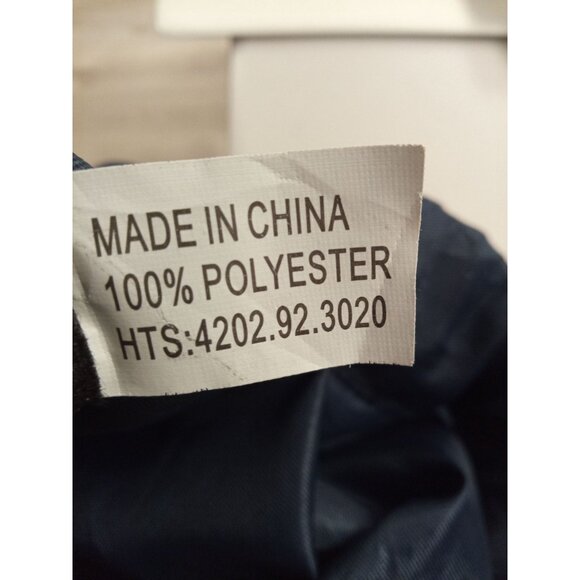 MADE IN CHINA
100% POLYESTER
HTS:4202.92.3020